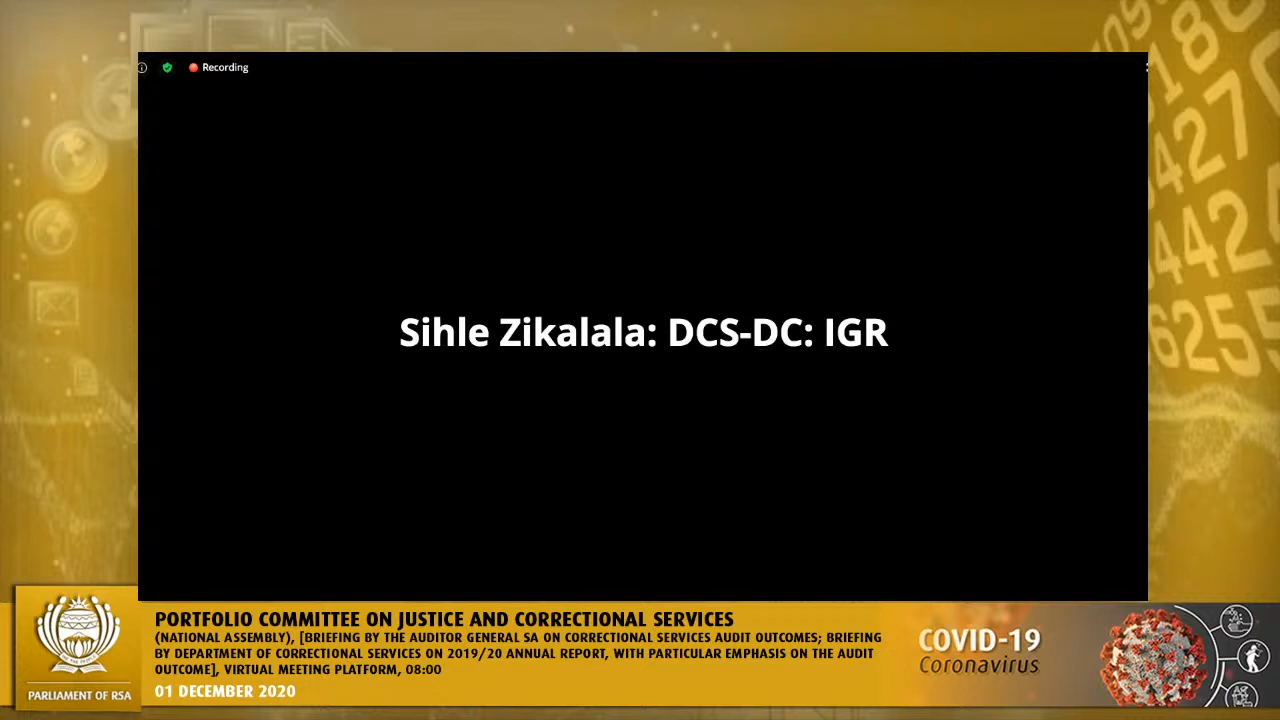 Recording
Sihle Zikalala: DCS-DC: IGR
PORTFOLIO COMMITTEE ON JUSTICE AND CORRECTIONAL SERVICES
(NATIONAL ASSEMBLY), [BRIEFING BY THE AUDITOR GENERAL SA ON CORRECTIONAL SERVICES AUDIT OUTCOMES; BRIEFING
BY DEPARTMENT OF CORRECTIONAL SERVICES ON 2019/20 ANNUAL REPORT, WITH PARTICULAR EMPHASIS ON THE AUDIT
OUTCOME], VIRTUAL MEETING PLATFORM, 08:00
01 DECEMBER 2020
PARLIAMENT OF RSA
COVID-19
Coronavirus